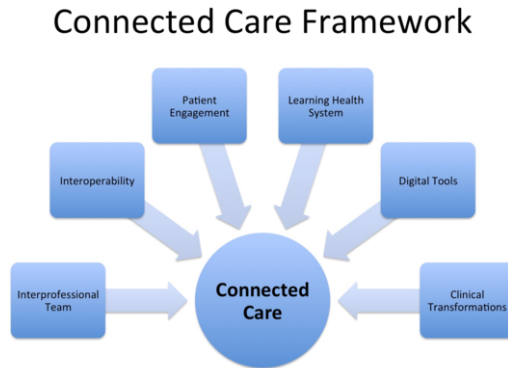 Connected Care Framework
Patient
Engagement
Learning Health
System
Interoperability
Digital Tools
Interprofessional
Team
Connected
Care
Clinical
Transformations